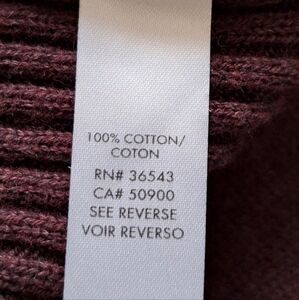 100% COTTON/
COTON
RN# 36543
CA# 50900
SEE REVERSE
VOIR REVERSO